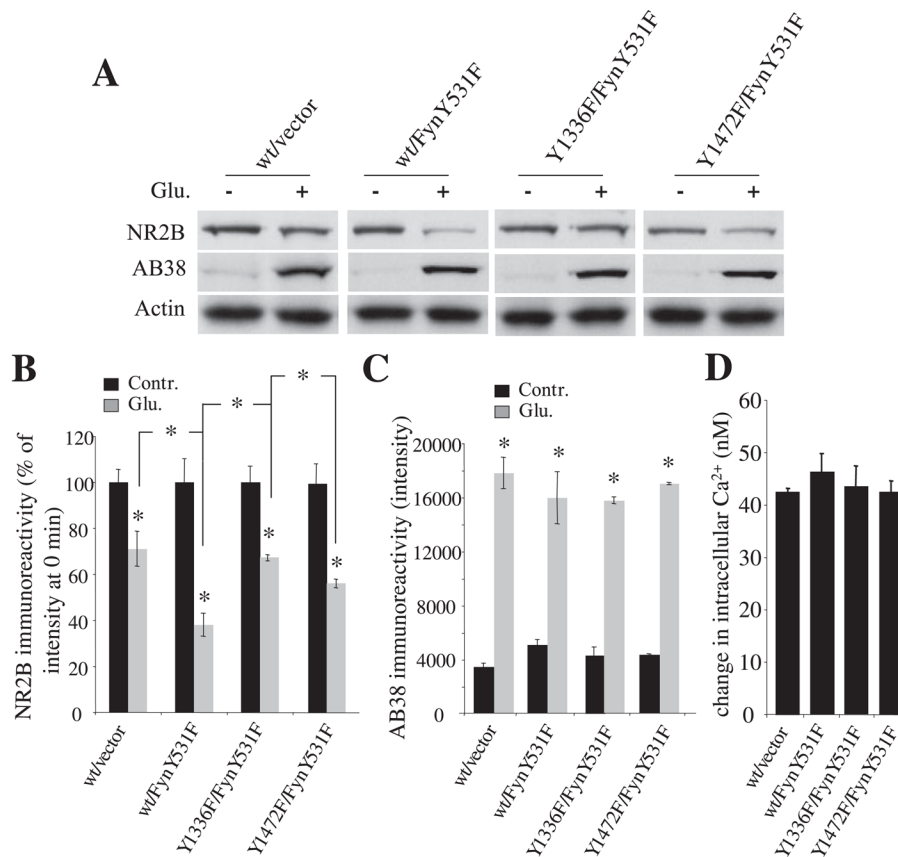 A
wt/vector
wt/FynY531F
Y1336F/FynY531F
Y1472F/FynY531F
Glu.
- + - + - + - +
NR2B
AB38
Actin
B
Contr.
Glu.
* * *
NR2B immunoreactivity (% of
intensity at 0 min)
120
100
80
60
40
20
0
* * * *
wt/vector
wt/FynY531F
Y1336F/FynY531F
Y1472F/FynY531F
C
Contr.
Glu.
AB38 immunoreactivity (intensity)
20000
16000
12000
8000
4000
0
* * * *
wt/vector
wt/FynY531F
Y1336F/FynY531F
Y1472F/FynY531F
D
change in intracellular Ca²⁺ (nM)
60
50
40
30
20
10
0
wt/vector
wt/FynY531F
Y1336F/FynY531F
Y1472F/FynY531F